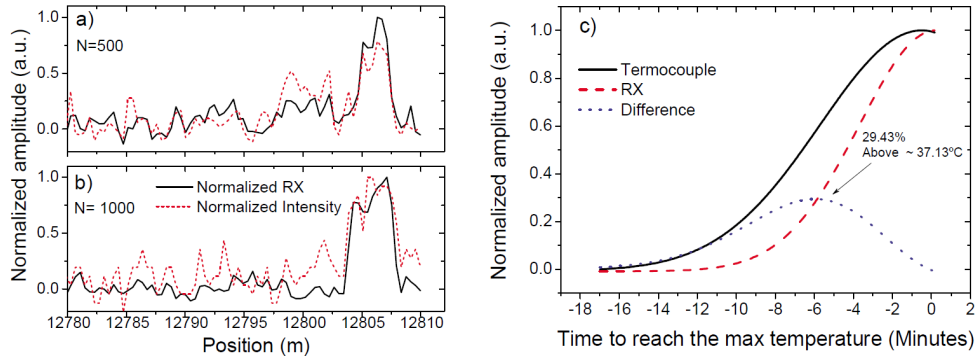 a)
N=500
1.0
0.5
0.0
b)
N= 1000
Normalized RX
Normalized Intensity
1.0
0.5
0.0
Normalized amplitude (a.u.)
12780 12785 12790 12795 12800 12805 12810
Position (m)
c)
Termocouple
RX
Difference
29.43%
Above ~ 37.13ºC
1.0
0.8
0.6
0.4
0.2
0.0
Normalized amplitude (a.u.)
-18 -16 -14 -12 -10 -8 -6 -4 -2 0 2
Time to reach the max temperature (Minutes)